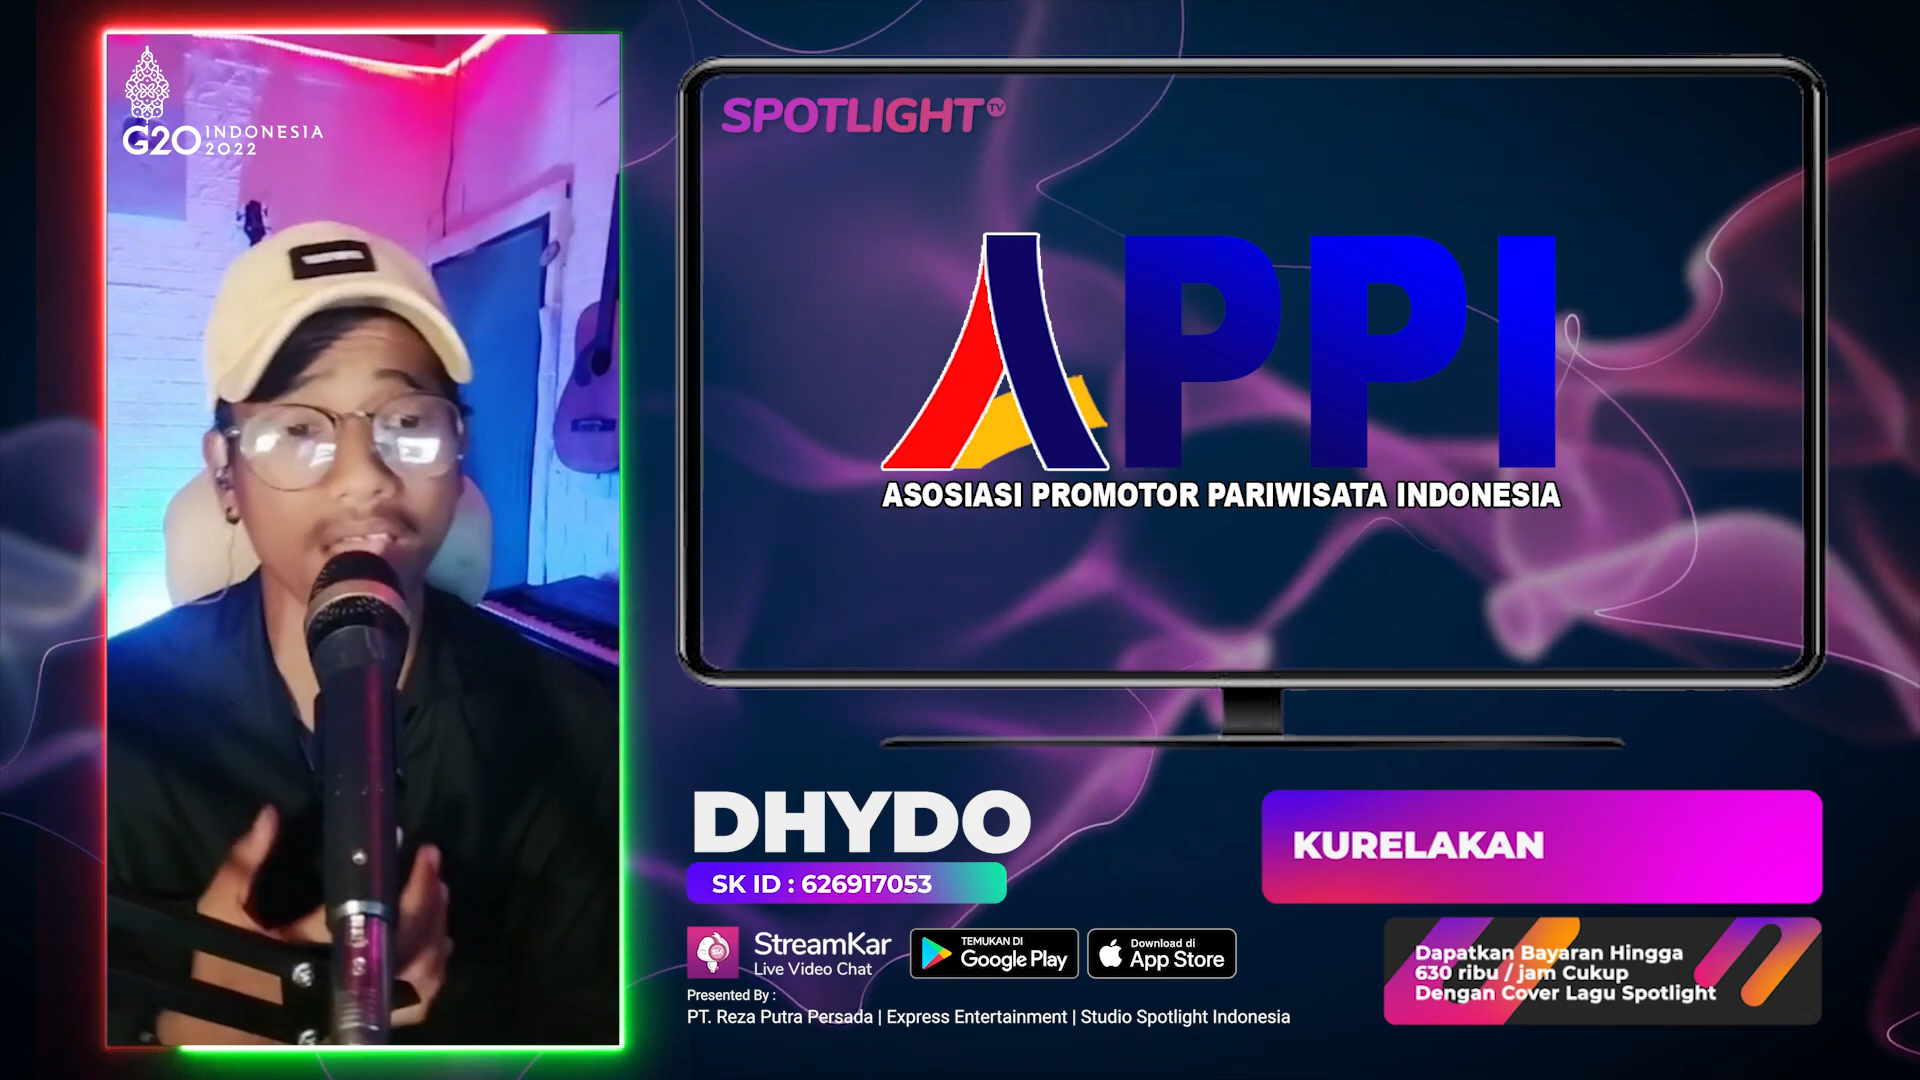 G20 INDONESIA
2022
SPOTLIGHT TV
APPI
ASOSIASI PROMOTOR PARIWISATA INDONESIA
DHYDO
SK ID : 626917053
KURELAKAN
StreamKar
Live Video Chat
TEMUKAN DI
Google Play
Download di
App Store
Presented By :
PT. Reza Putra Persada | Express Entertainment | Studio Spotlight Indonesia
Dapatkan Bayaran Hingga
630 ribu / jam Cukup
Dengan Cover Lagu Spotlight